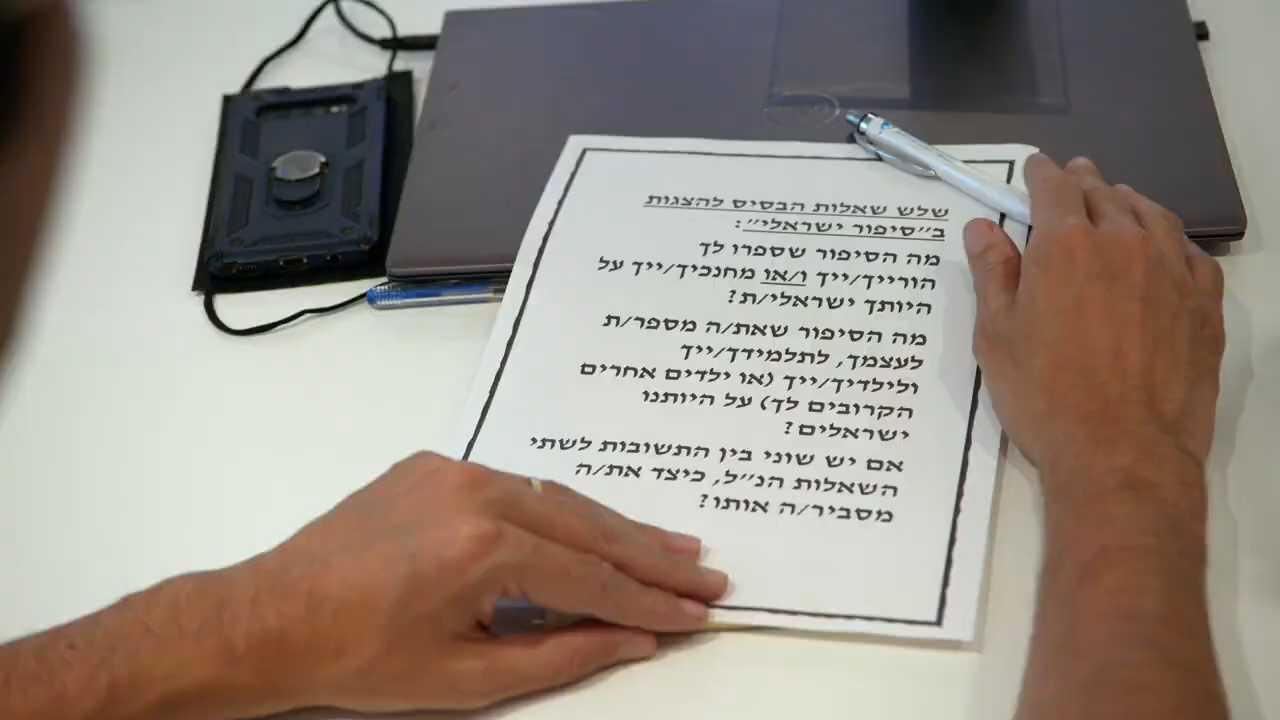 שלש שאלות הבסיס להצגות
ב״סיפור ישראלי״:
מה הסיפור שספרו לך
הורייך/ייך ו/או מחנכיך/ייך על
היותך ישראלי/ת?
מה הסיפור שאת/ה מספר/ת
לעצמך, לתלמידך/ייך
ולילדיך/ייך (או ילדים אחרים
הקרובים לך) על היותנו
ישראלים?
אם יש שוני בין התשובות לשתי
השאלות הנ״ל, כיצד את/ה
מסביר/ה אותו?